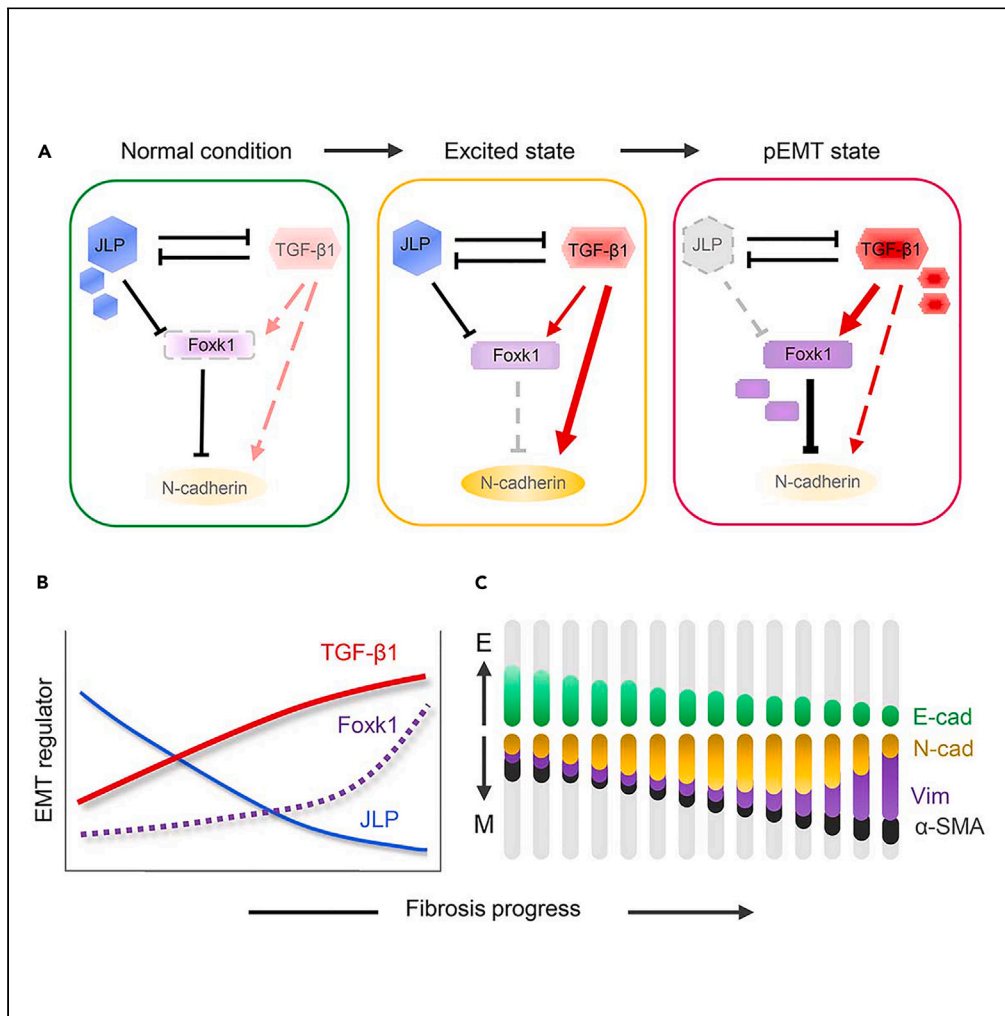 A
Normal condition
Excited state
pEMT state
JLP
TGF-β1
Foxk1
N-cadherin
JLP
TGF-β1
Foxk1
N-cadherin
JLP
TGF-β1
Foxk1
N-cadherin
B
EMT regulator
TGF-β1
Foxk1
JLP
C
E
M
E-cad
N-cad
Vim
α-SMA
Fibrosis progress